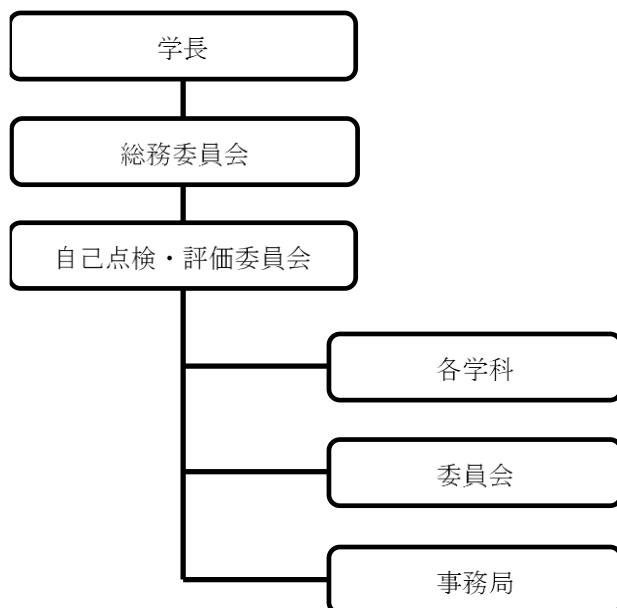 学長
総務委員会
自己点検・評価委員会
各学科
委員会
事務局